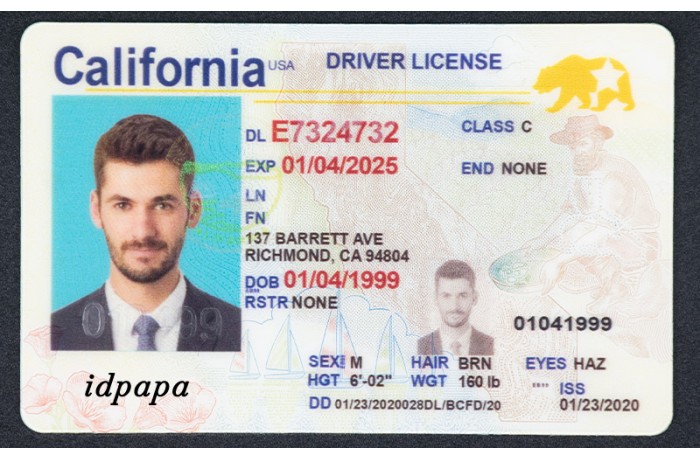 California USA DRIVER LICENSE
DL E7324732 CLASS C
EXP 01/04/2025 END NONE
LN
FN
137 BARRETT AVE
RICHMOND, CA 94804
DOB 01/04/1999
RSTR NONE
01041999
SEX M HAIR BRN EYES HAZ
HGT 6'-02" WGT 160 lb ISS
DD 01/23/2020028DL/BCFD/20 01/23/2020
idpapa